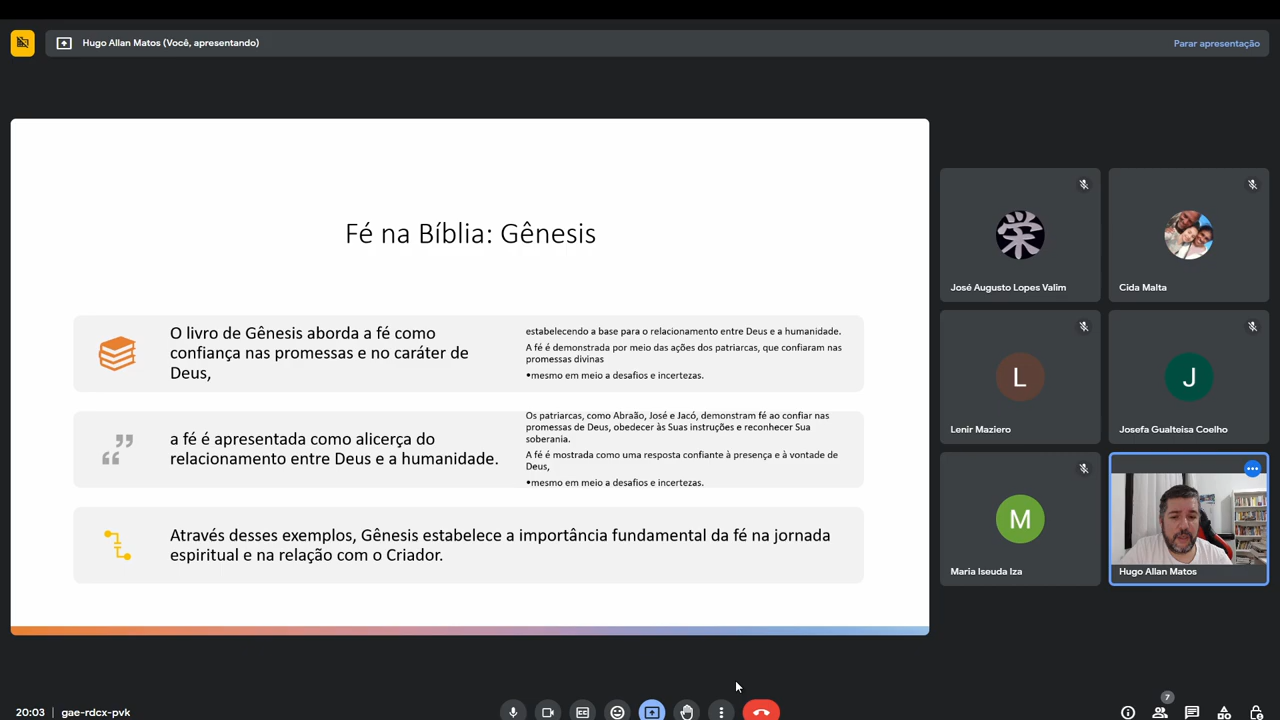 Hugo Allan Matos (Você, apresentando)
Parar apresentação
Fé na Bíblia: Gênesis
O livro de Gênesis aborda a fé como
confiança nas promessas e no caráter de
Deus,
estabelecendo a base para o relacionamento entre Deus e a humanidade.
A fé é demonstrada por meio das ações dos patriarcas, que confiaram nas
promessas divinas
•mesmo em meio a desafios e incertezas.
a fé é apresentada como alicerça do
relacionamento entre Deus e a humanidade.
Os patriarcas, como Abraão, José e Jacó, demonstram fé ao confiar nas
promessas de Deus, obedecer às Suas instruções e reconhecer Sua
soberania.
A fé é mostrada como uma resposta confiante à presença e à vontade de
Deus,
•mesmo em meio a desafios e incertezas.
Através desses exemplos, Gênesis estabelece a importância fundamental da fé na jornada
espiritual e na relação com o Criador.
栄
José Augusto Lopes Valim
Cida Malta
L
Lenir Maziero
J
Josefa Gualteisa Coelho
M
Maria Iseuda Iza
Hugo Allan Matos
20:03 | gae-rdcx-pvk
7